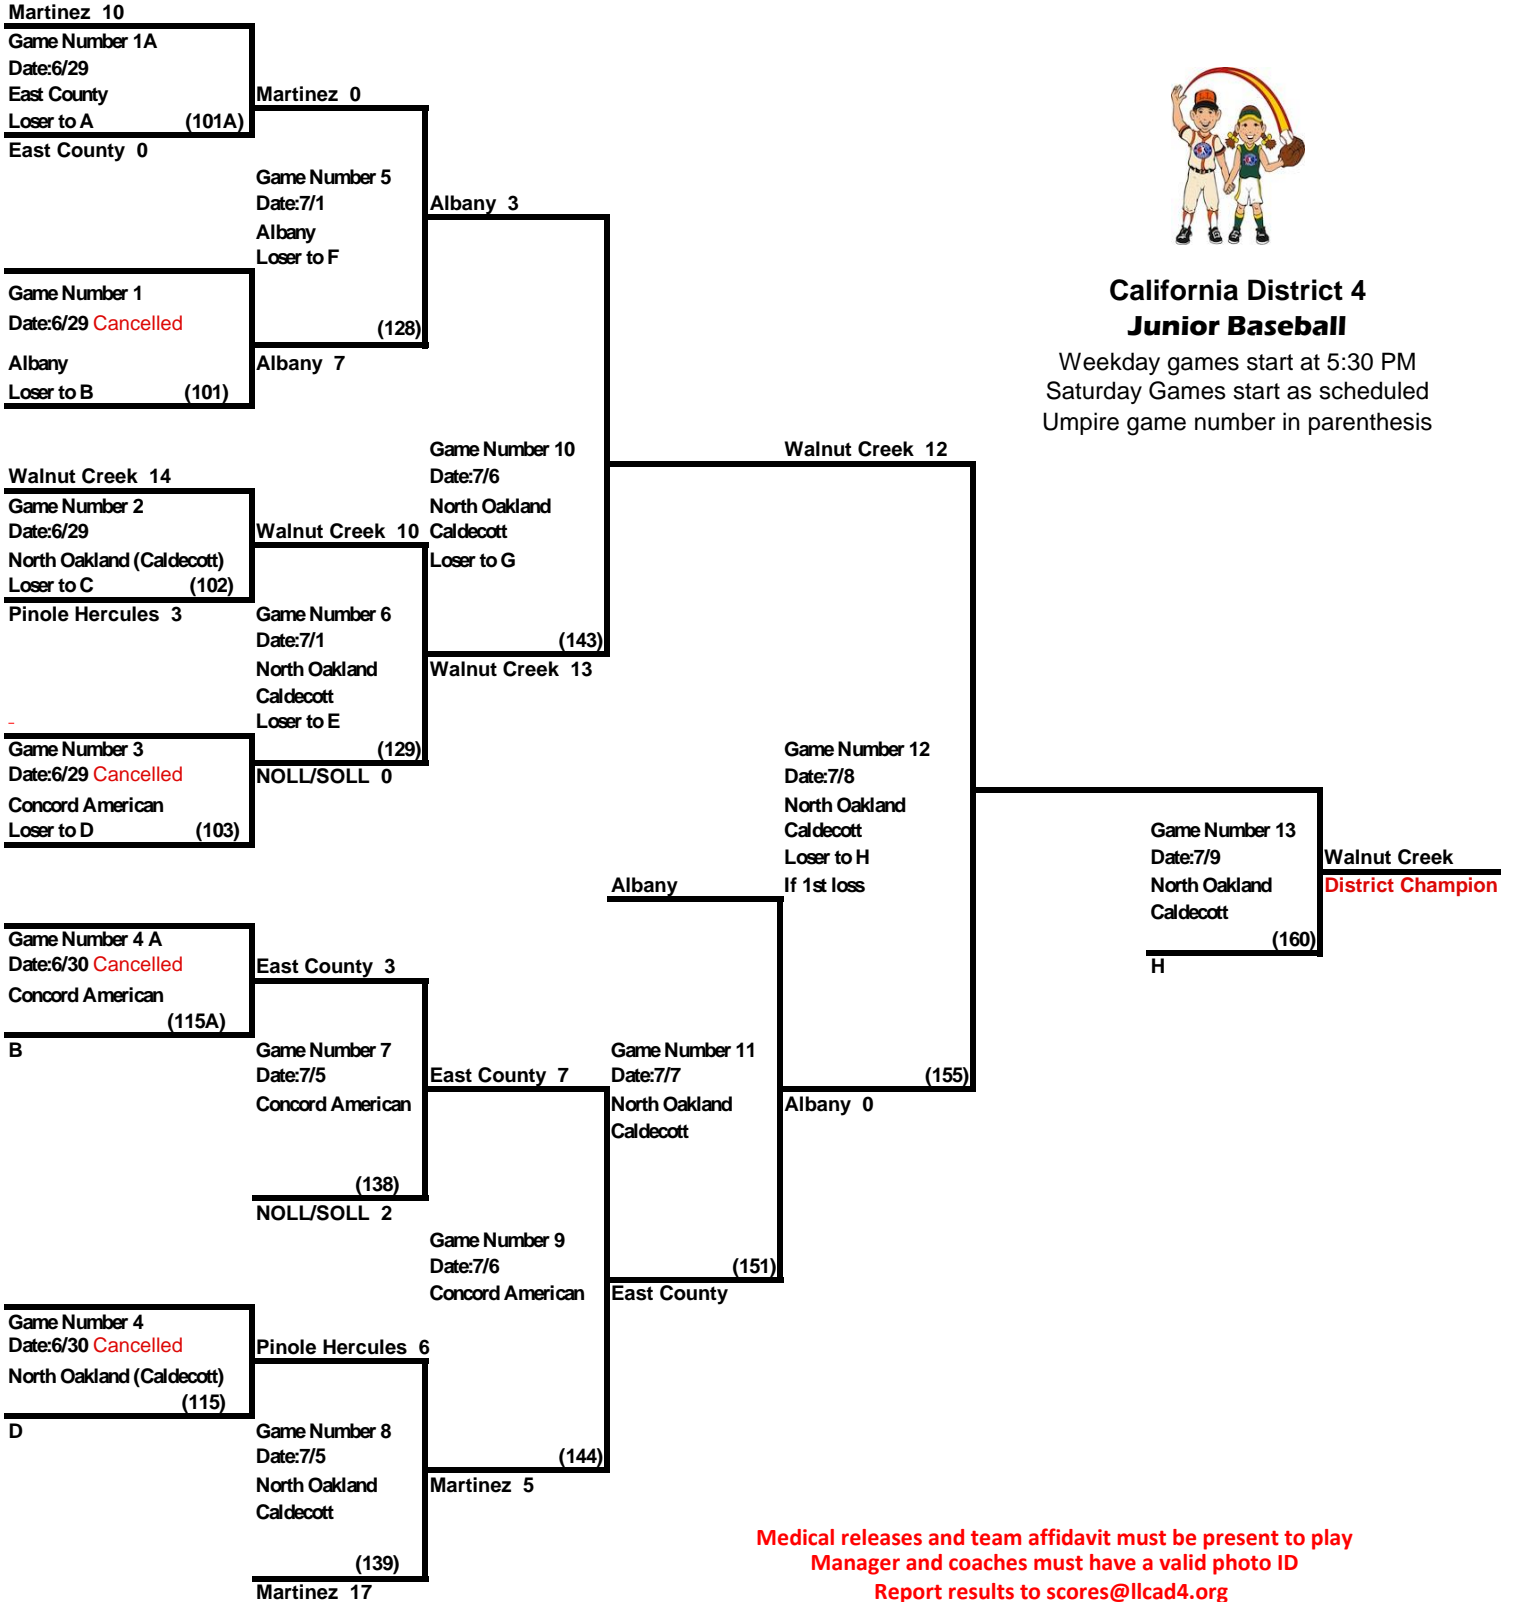 Martinez 10
Game Number 1A
Date:6/29
East County
Loser to A (101A)
East County 0
Martinez 0
Game Number 5
Date:7/1
Albany
Loser to F
(128)
Albany 7
Game Number 1
Date:6/29 Cancelled
Albany
Loser to B (101)
Albany 3
Game Number 10
Date:7/6
North Oakland
Caldecott
Loser to G
(143)
Walnut Creek 13
Walnut Creek 14
Game Number 2
Date:6/29
North Oakland (Caldecott)
Loser to C (102)
Pinole Hercules 3
Walnut Creek 10
Game Number 6
Date:7/1
North Oakland
Caldecott
Loser to E
(129)
NOLL/SOLL 0
-
Game Number 3
Date:6/29 Cancelled
Concord American
Loser to D (103)
California District 4
Junior Baseball
Weekday games start at 5:30 PM
Saturday Games start as scheduled
Umpire game number in parenthesis
Walnut Creek 12
Game Number 12
Date:7/8
North Oakland
Caldecott
Loser to H
If 1st loss
(155)
Albany 0
Game Number 13
Date:7/9
North Oakland
Caldecott
(160)
H
Walnut Creek
District Champion
Albany
Game Number 11
Date:7/7
North Oakland
Caldecott
(151)
East County
Game Number 4 A
Date:6/30 Cancelled
Concord American
(115A)
B
East County 3
Game Number 7
Date:7/5
Concord American
(138)
NOLL/SOLL 2
East County 7
Game Number 9
Date:7/6
Concord American
(144)
Martinez 5
Game Number 4
Date:6/30 Cancelled
North Oakland (Caldecott)
(115)
D
Pinole Hercules 6
Game Number 8
Date:7/5
North Oakland
Caldecott
(139)
Martinez 17
Medical releases and team affidavit must be present to play
Manager and coaches must have a valid photo ID
Report results to scores@llcad4.org